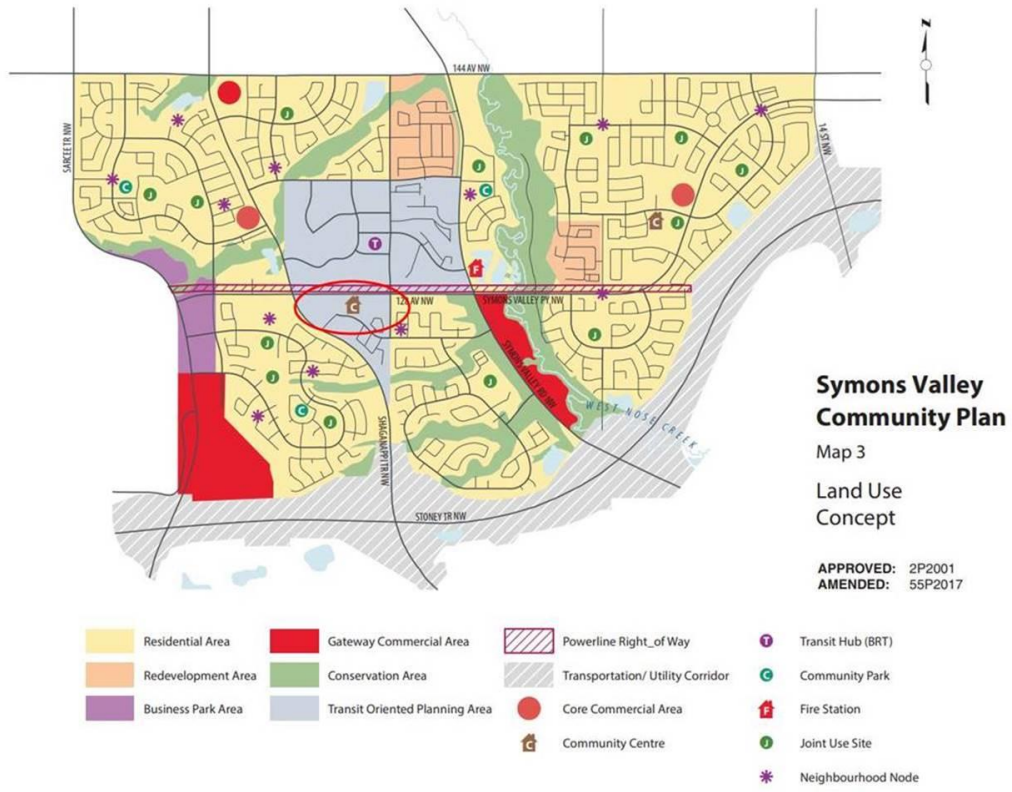 N
144 AV NW
SARCEE TR NW
14 ST NW
J
J
J
J
C
J
J
J
C
J
C
J
T
F
C
128 AV NW
SYMONS VALLEY PY NW
J
J
J
J
C
J
SYMONS VALLEY RD NW
WEST NOSE CREEK
SHAGANAPPI TR NW
STONEY TR NW
Symons Valley
Community Plan
Map 3
Land Use
Concept
APPROVED: 2P2001
AMENDED: 55P2017
Residential Area
Gateway Commercial Area
Powerline Right_of Way
T Transit Hub (BRT)
Redevelopment Area
Conservation Area
Transportation/ Utility Corridor
C Community Park
Business Park Area
Transit Oriented Planning Area
Core Commercial Area
F Fire Station
C Community Centre
J Joint Use Site
Neighbourhood Node